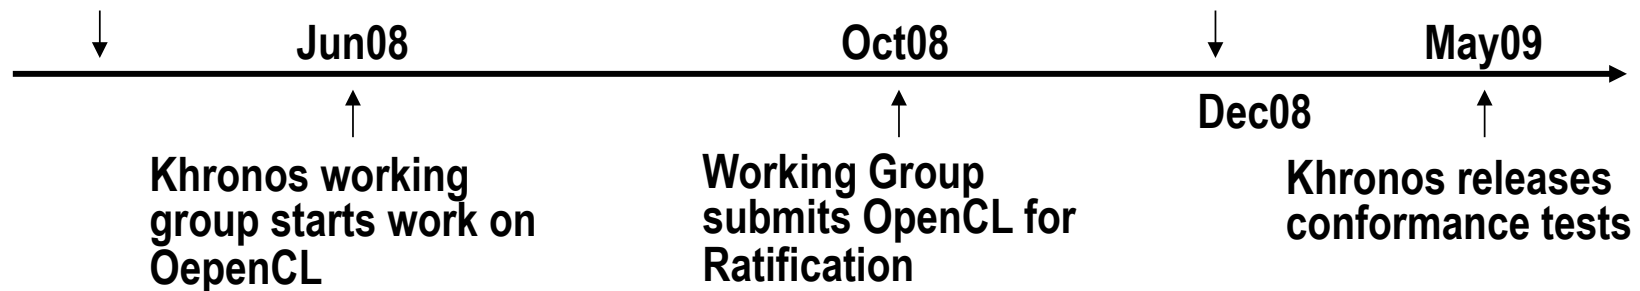 Jun08
Oct08
May09
Dec08
Khronos working
group starts work on
OepenCL
Working Group
submits OpenCL for
Ratification
Khronos releases
conformance tests